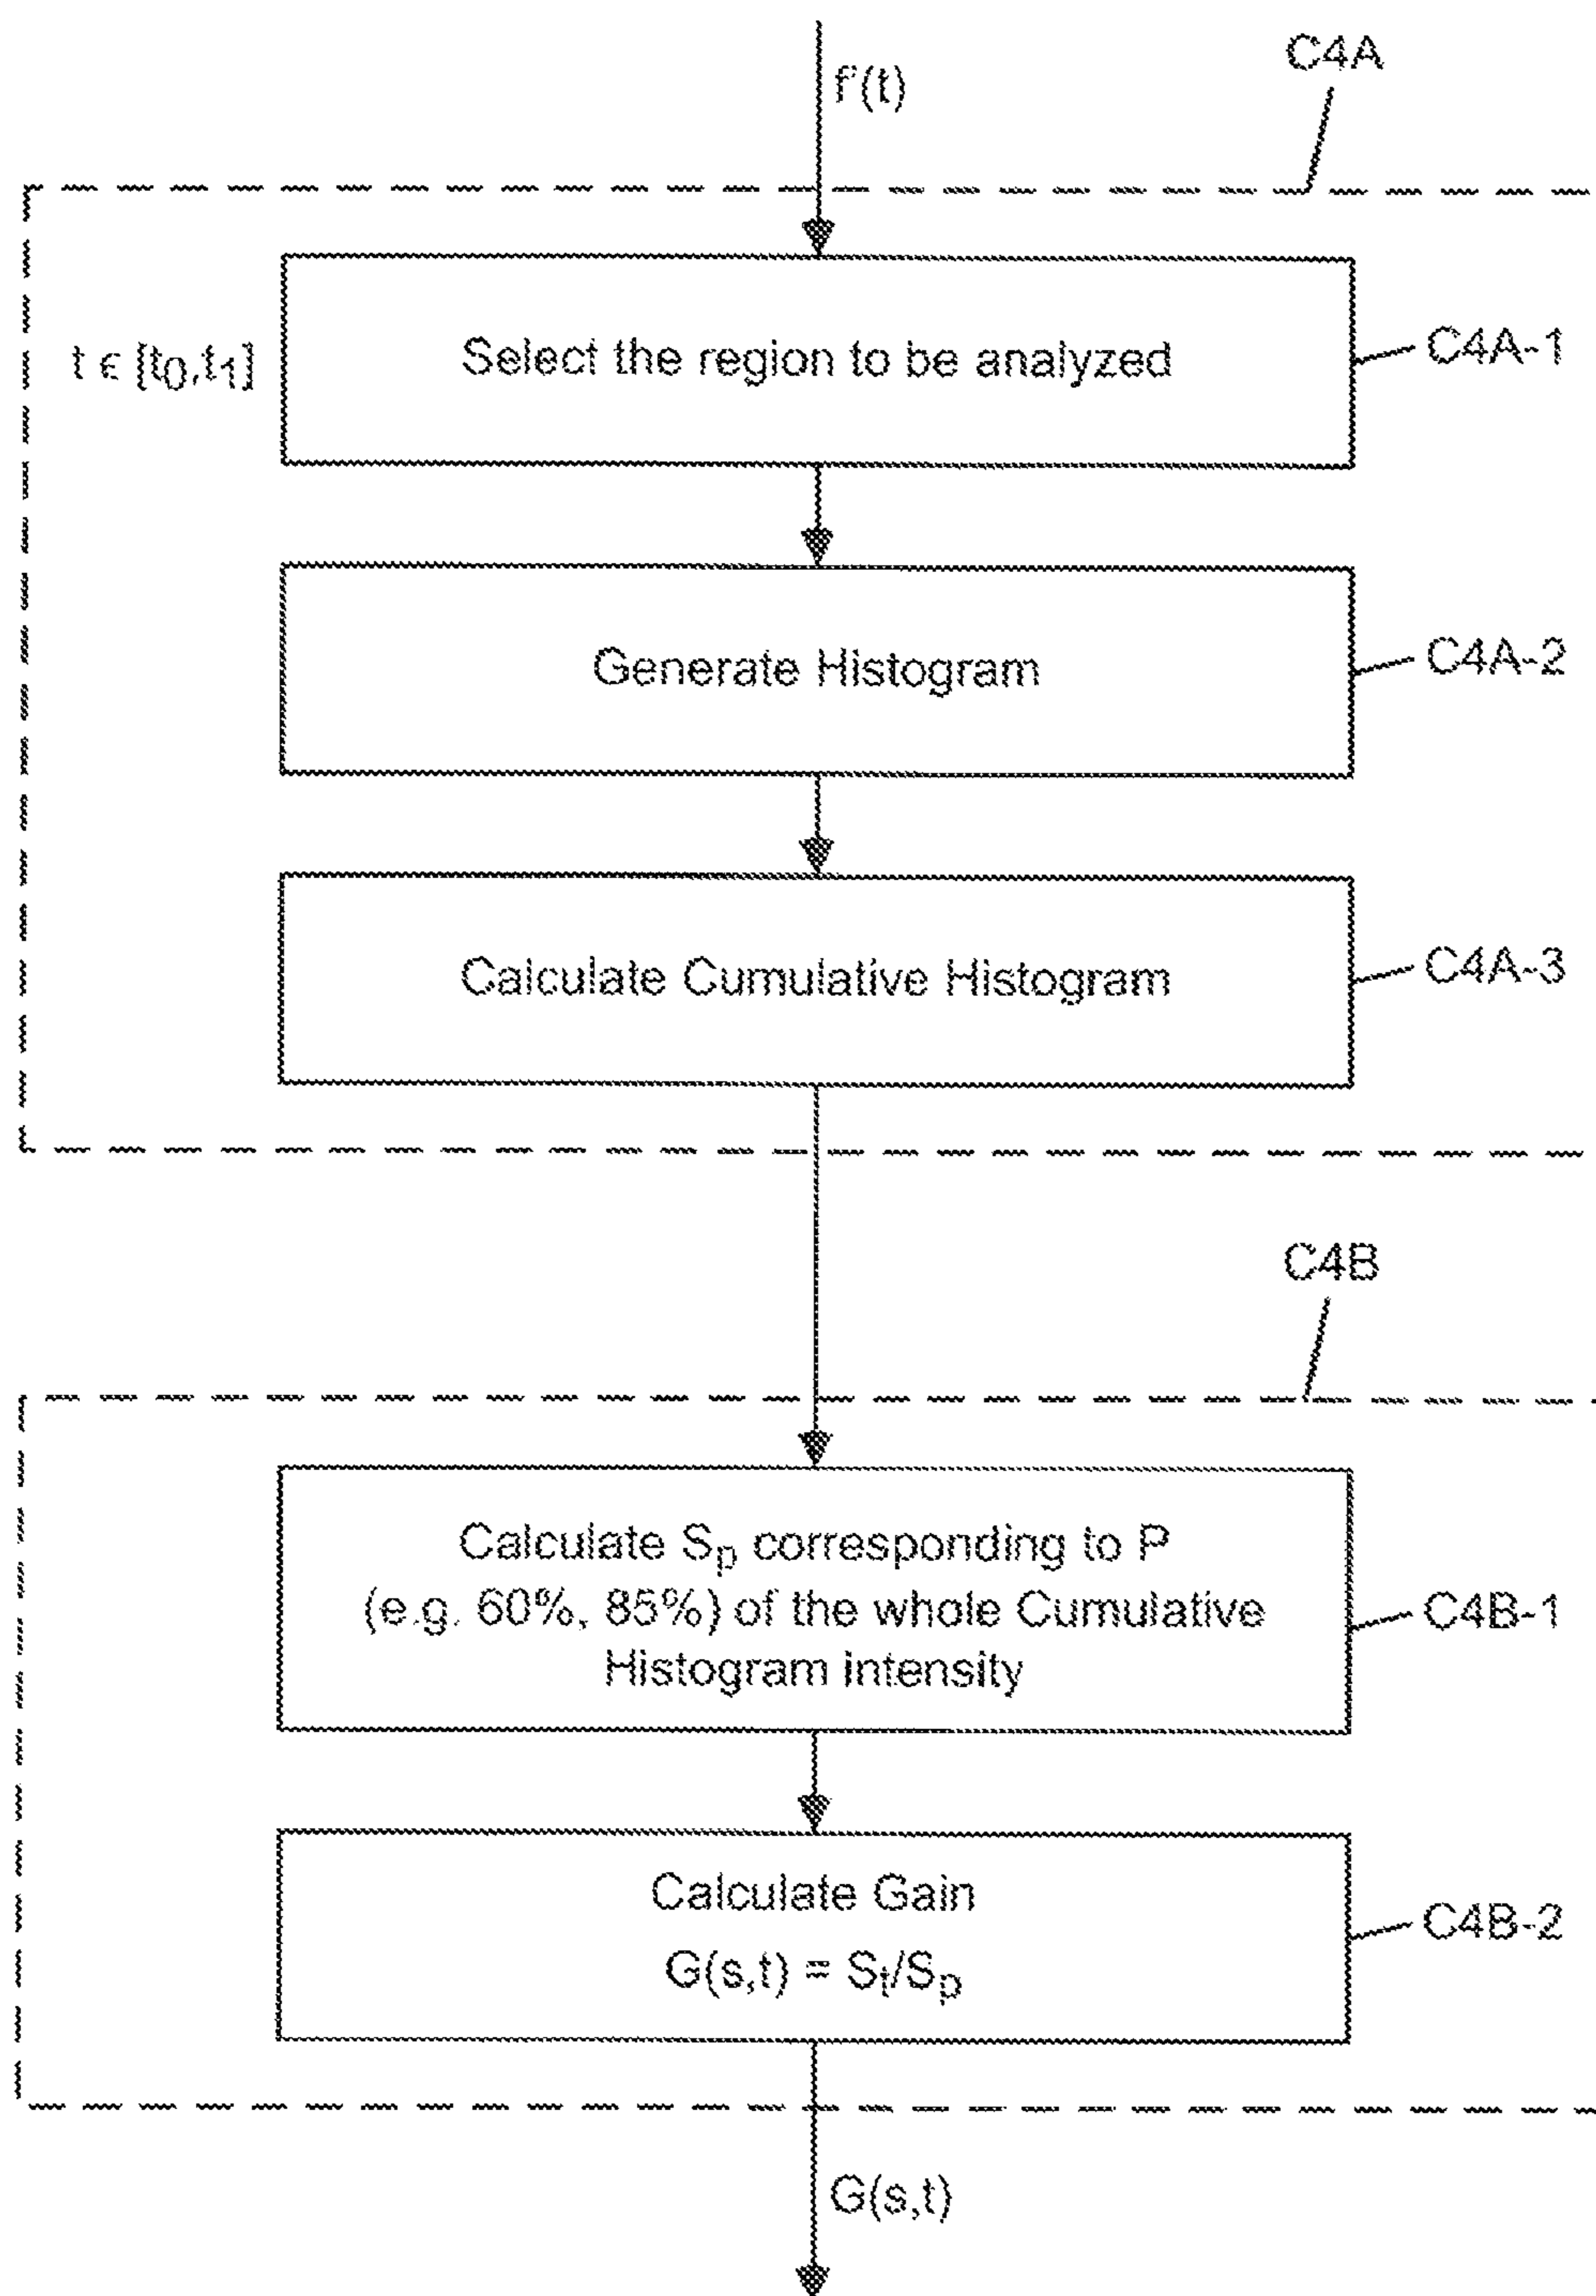 f'(t)
C4A
t ϵ [t0,t1]
Select the region to be analyzed
C4A-1
Generate Histogram
C4A-2
Calculate Cumulative Histogram
C4A-3
C4B
Calculate Sp corresponding to P
(e.g. 60%, 85%) of the whole Cumulative
Histogram intensity
C4B-1
Calculate Gain
G(s,t) = St/Sp
C4B-2
G(s,t)